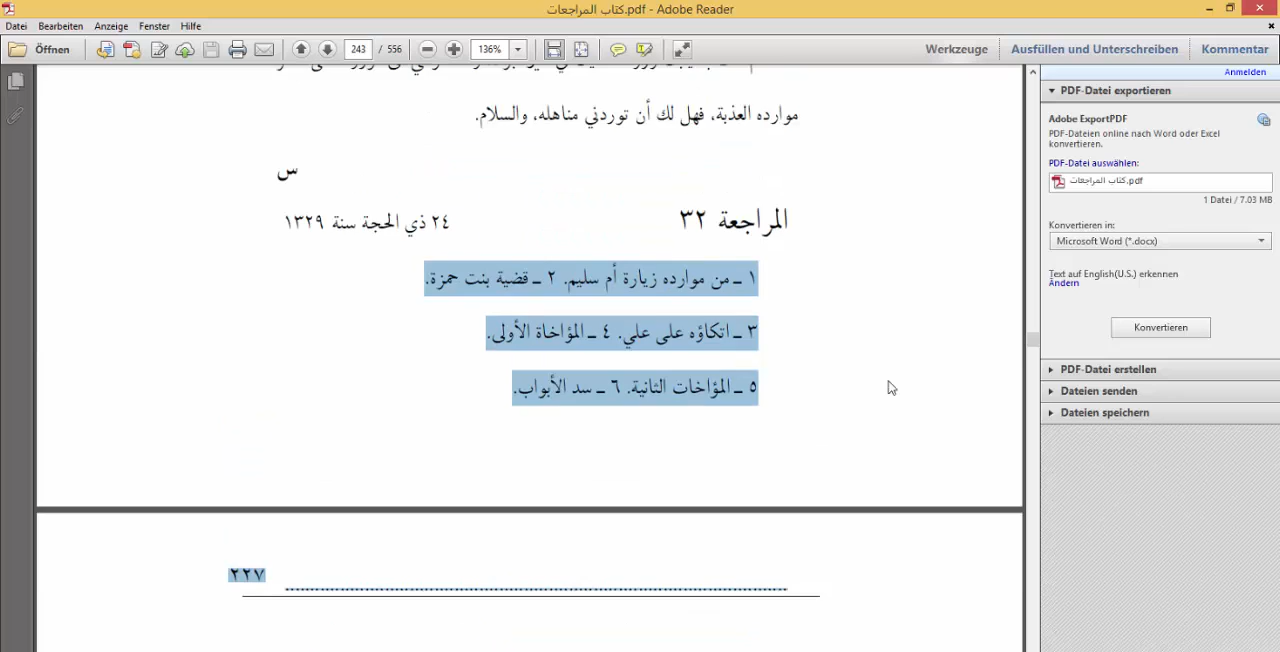 كتاب المراجعات.pdf - Adobe Reader
Datei Bearbeiten Anzeige Fenster Hilfe
Öffnen 243 / 556 136% Werkzeuge Ausfüllen und Unterschreiben Kommentar
Anmelden
PDF-Datei exportieren
Adobe ExportPDF
PDF-Dateien online nach Word oder Excel
konvertieren.
PDF-Datei auswählen:
كتاب المراجعات.pdf
1 Datei / 7.03 MB
Konvertieren in:
Microsoft Word (*.docx)
Text auf English(U.S.) erkennen
Ändern
Konvertieren
PDF-Datei erstellen
Dateien senden
Dateien speichern
موارده العذبة، فهل لك أن توردني مناهله، والسلام.
س
المراجعة ٣٢ ٢٤ ذي الحجة سنة ١٣٢٩
١ ـ من موارده زيارة أم سليم. ٢ ـ قضية بنت حمزة.
٣ ـ اتكاؤه على علي. ٤ ـ المؤاخاة الأولى.
٥ ـ المؤاخات الثانية. ٦ ـ سد الأبواب.
٢٢٧